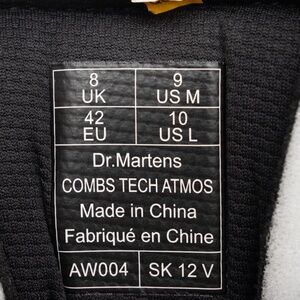 8 9
UK US M
42 10
EU US L
Dr.Martens
COMBS TECH ATMOS
Made in China
Fabriqué en Chine
AW004 SK 12 V